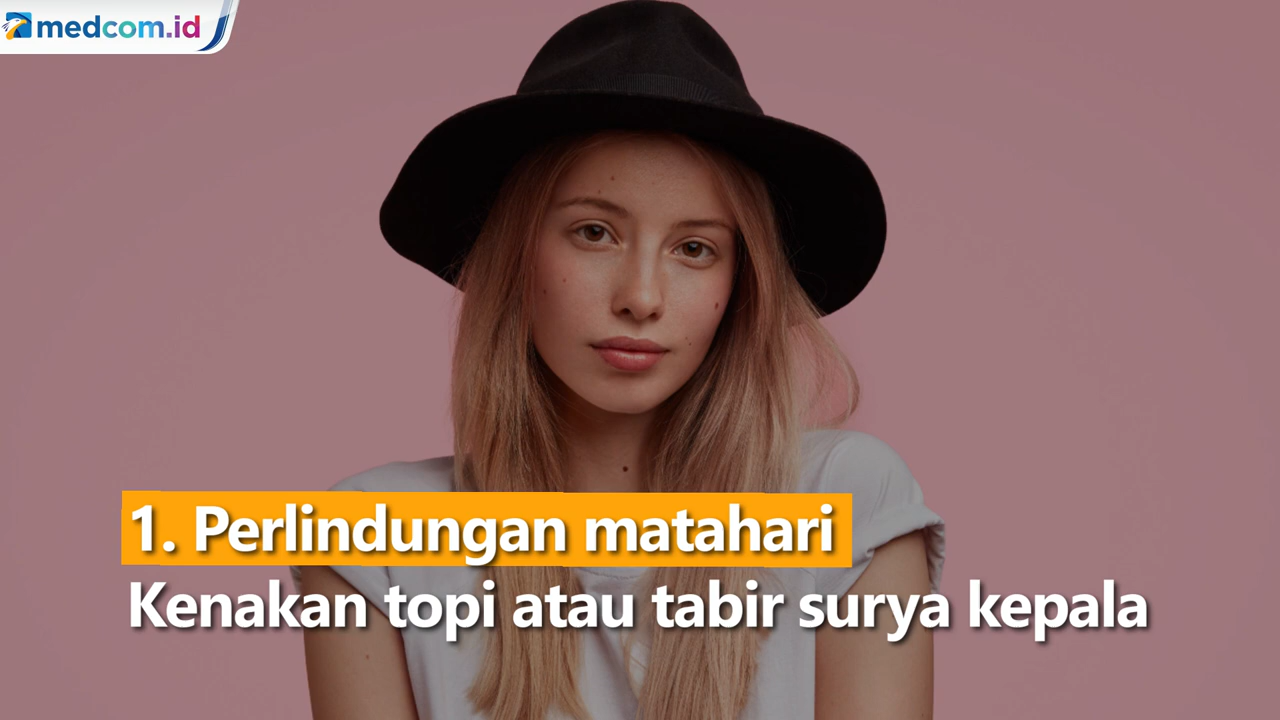 medcom.id
1. Perlindungan matahari
Kenakan topi atau tabir surya kepala